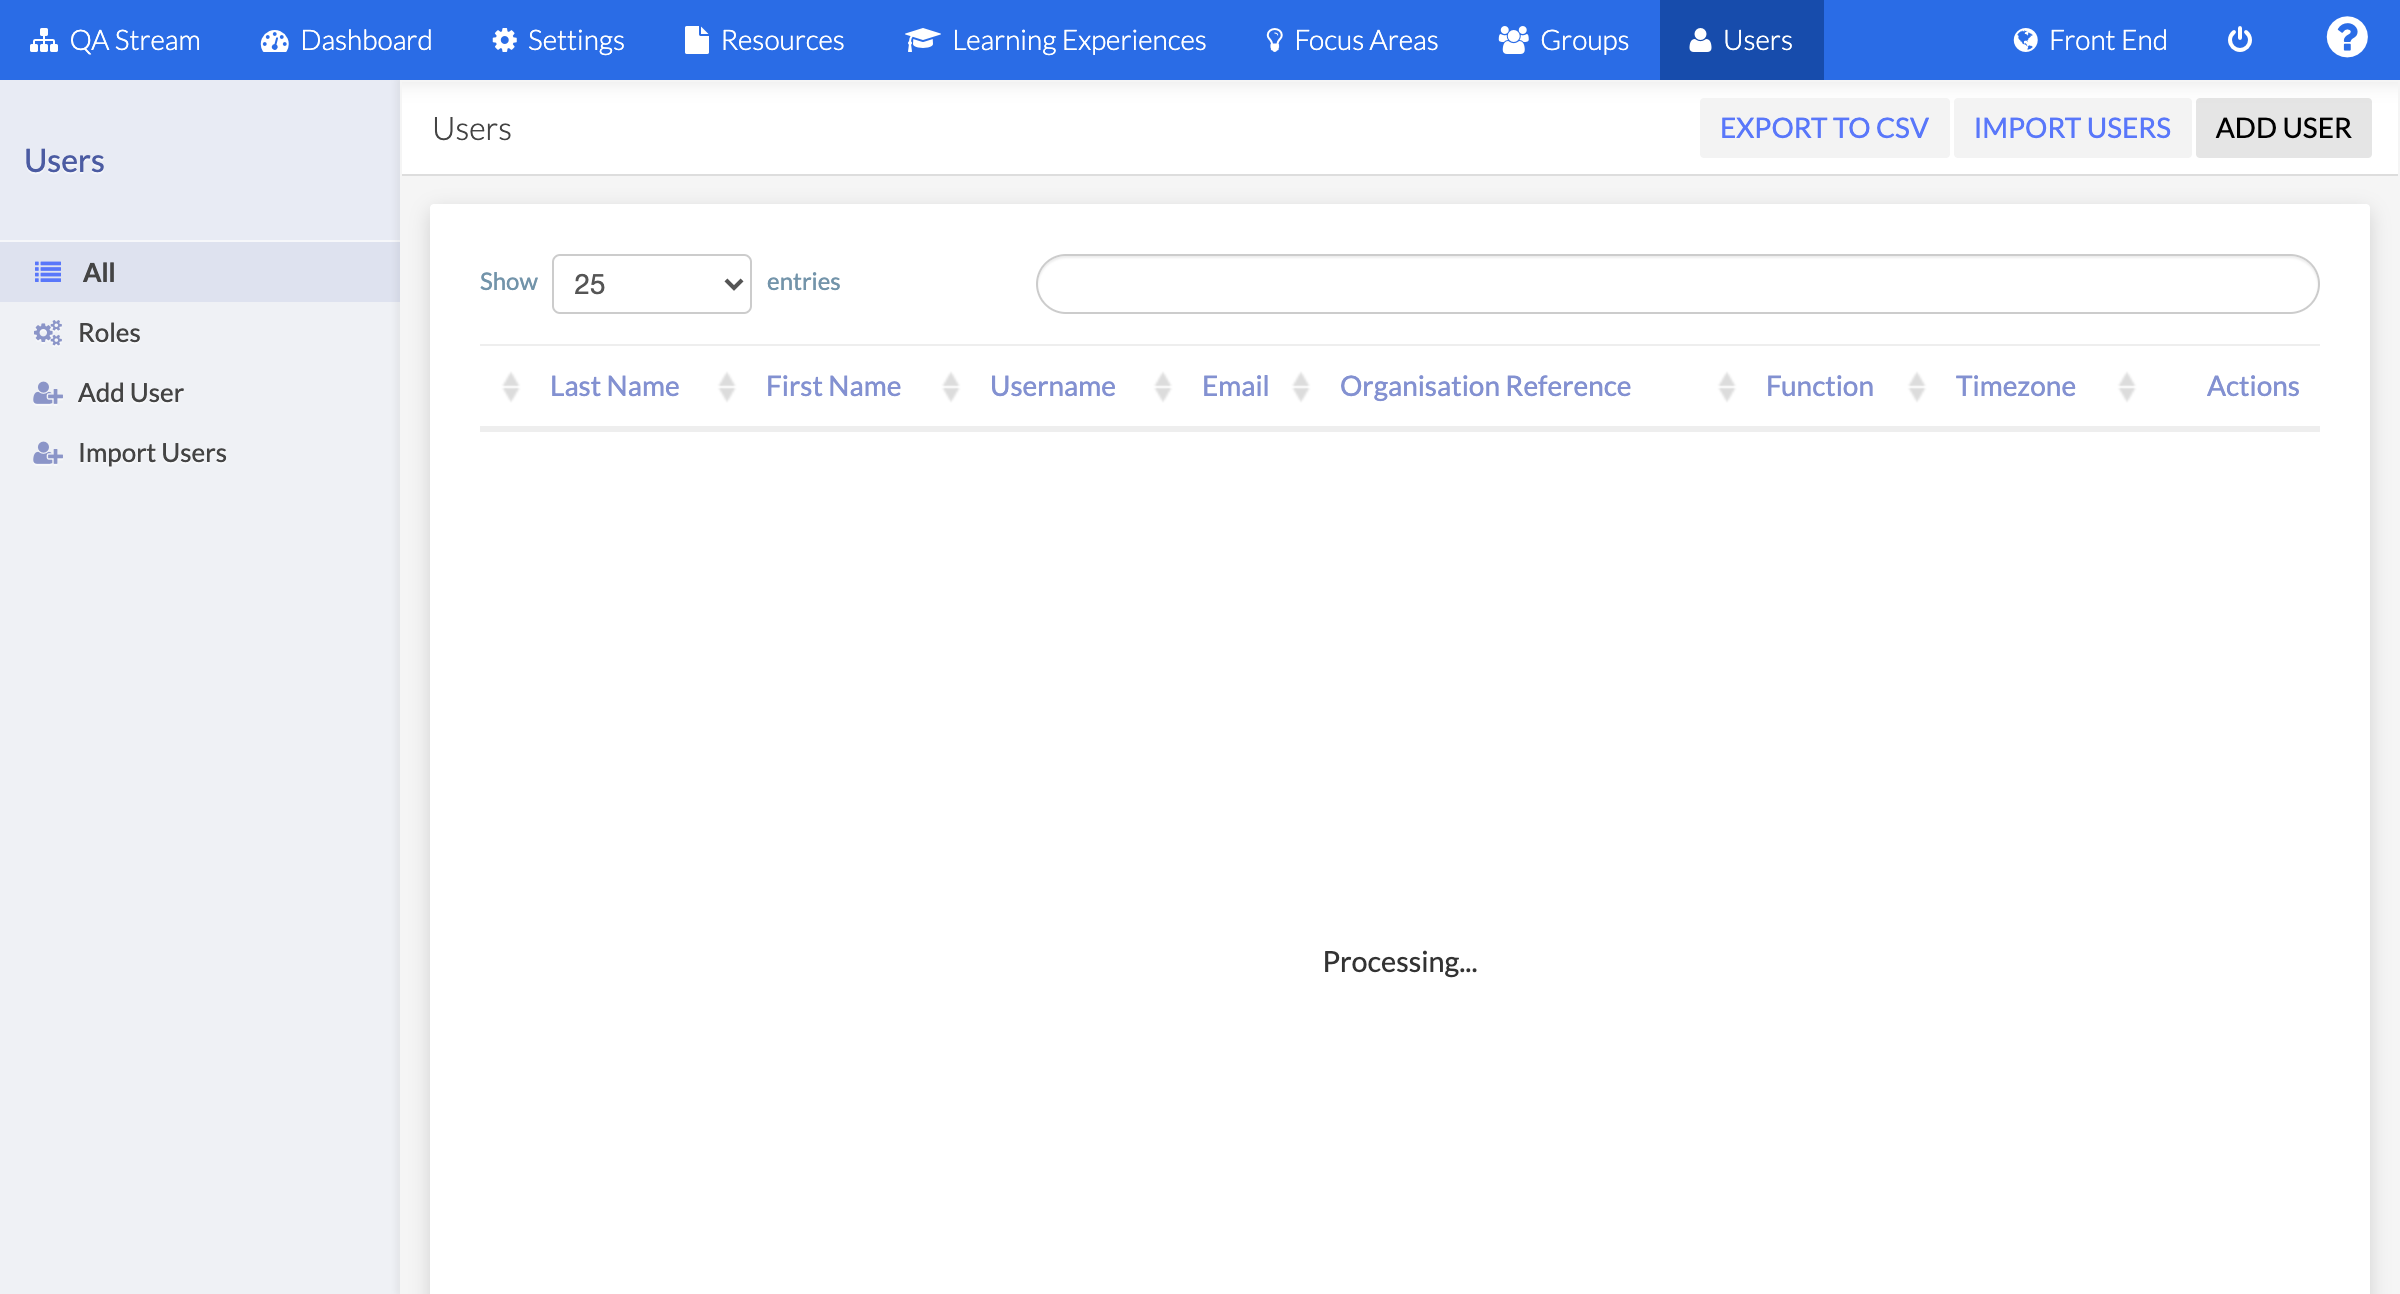 QA Stream Dashboard Settings Resources Learning Experiences Focus Areas Groups Users Front End
Users
EXPORT TO CSV IMPORT USERS ADD USER
Users
All
Roles
Add User
Import Users
Show 25 entries
Last Name First Name Username Email Organisation Reference Function Timezone Actions
Processing...